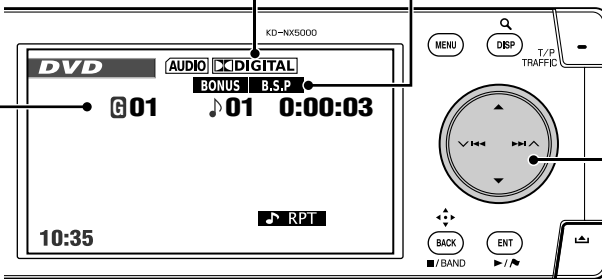 KD-NX5000
MENU
DISP
T/P
TRAFFIC
DVD
AUDIO DIGITAL
BONUS B.S.P
G01 ♪01 0:00:03
♪ RPT
10:35
BACK
ENT
■/BAND